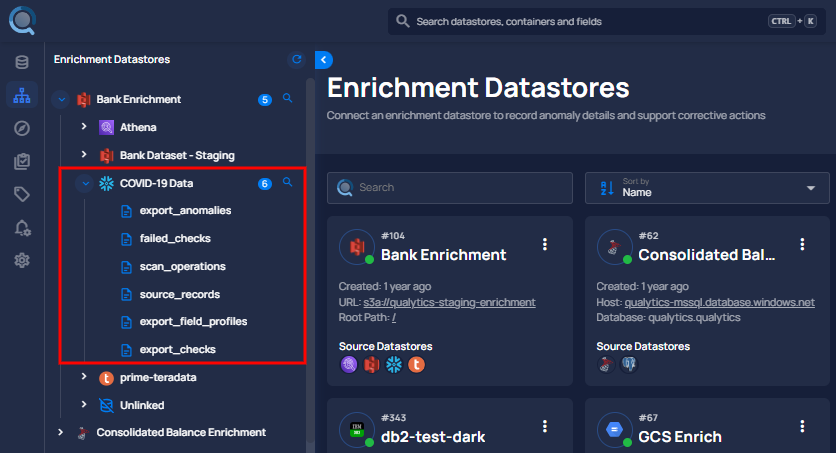 Search datastores, containers and fields
CTRL + K
Enrichment Datastores
Bank Enrichment 5
Athena
Bank Dataset - Staging
COVID-19 Data 6
export_anomalies
failed_checks
scan_operations
source_records
export_field_profiles
export_checks
prime-teradata
Unlinked
Consolidated Balance Enrichment
Enrichment Datastores
Connect an enrichment datastore to record anomaly details and support corrective actions
Search
Sort by
Name
#104
Bank Enrichment
Created: 1 year ago
URL: s3a://qualytics-staging-enrichment
Root Path: /
Source Datastores
#62
Consolidated Bal...
Created: 1 year ago
Host: qualytics-mssql.database.windows.net
Database: qualytics.qualytics
Source Datastores
#343
db2-test-dark
#67
GCS Enrich